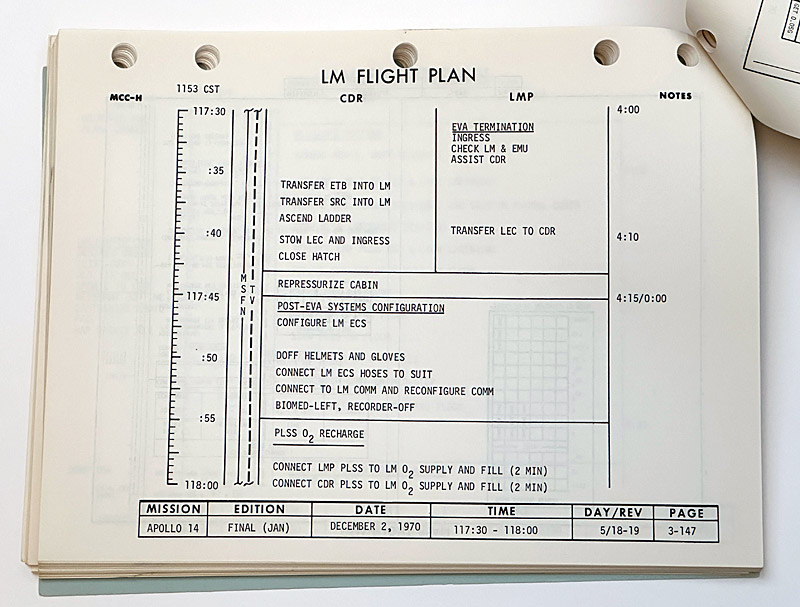 LM FLIGHT PLAN
1153 CST
MCC-H CDR LMP NOTES
117:30 4:00
EVA TERMINATION
INGRESS
CHECK LM & EMU
ASSIST CDR
:35
TRANSFER ETB INTO LM
TRANSFER SRC INTO LM
ASCEND LADDER
TRANSFER LEC TO CDR
:40 STOW LEC AND INGRESS 4:10
CLOSE HATCH
MSFN TV
REPRESSURIZE CABIN
117:45 4:15/0:00
POST-EVA SYSTEMS CONFIGURATION
CONFIGURE LM ECS
:50 DOFF HELMETS AND GLOVES
CONNECT LM ECS HOSES TO SUIT
CONNECT TO LM COMM AND RECONFIGURE COMM
BIOMED-LEFT, RECORDER-OFF
:55
PLSS O2 RECHARGE
CONNECT LMP PLSS TO LM O2 SUPPLY AND FILL (2 MIN)
118:00 CONNECT CDR PLSS TO LM O2 SUPPLY AND FILL (2 MIN)
MISSION EDITION DATE TIME DAY/REV PAGE
APOLLO 14 FINAL (JAN) DECEMBER 2, 1970 117:30 - 118:00 5/18-19 3-147